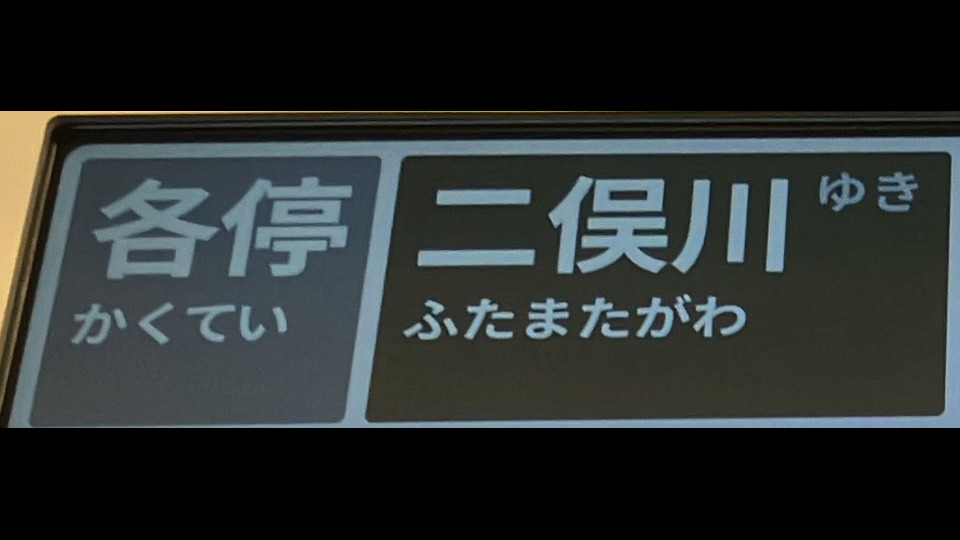 各停
かくてい
二俣川 ゆき
ふたまたがわ